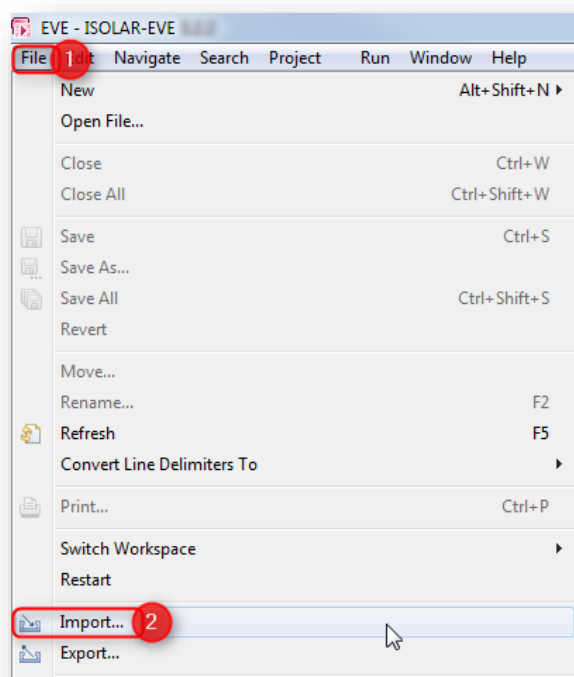 EVE - ISOLAR-EVE
File 1 Edit Navigate Search Project Run Window Help
New Alt+Shift+N
Open File...
Close Ctrl+W
Close All Ctrl+Shift+W
Save Ctrl+S
Save As...
Save All Ctrl+Shift+S
Revert
Move...
Rename... F2
Refresh F5
Convert Line Delimiters To
Print... Ctrl+P
Switch Workspace
Restart
Import... 2
Export...